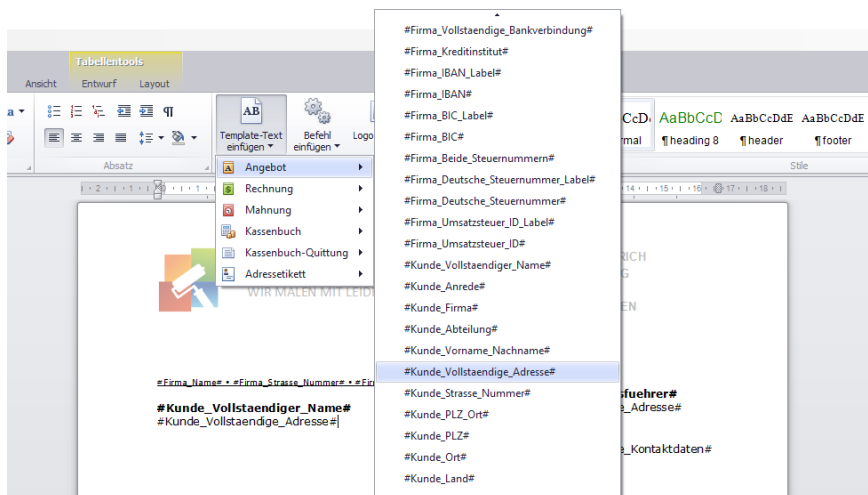 Tabellentools
Ansicht Entwurf Layout
Template-Text
einfügen
Befehl
einfügen
Logo
Absatz
AaBbCcD AaBbCcDdE AaBbCcDdE
¶ heading 8 ¶ header ¶ footer
Stile
Angebot
Rechnung
Mahnung
Kassenbuch
Kassenbuch-Quittung
Adressetikett
#Firma_Vollstaendige_Bankverbindung#
#Firma_Kreditinstitut#
#Firma_IBAN_Label#
#Firma_IBAN#
#Firma_BIC_Label#
#Firma_BIC#
#Firma_Beide_Steuernummern#
#Firma_Deutsche_Steuernummer_Label#
#Firma_Deutsche_Steuernummer#
#Firma_Umsatzsteuer_ID_Label#
#Firma_Umsatzsteuer_ID#
#Kunde_Vollstaendiger_Name#
#Kunde_Anrede#
#Kunde_Firma#
#Kunde_Abteilung#
#Kunde_Vorname_Nachname#
#Kunde_Vollstaendige_Adresse#
#Kunde_Strasse_Nummer#
#Kunde_PLZ_Ort#
#Kunde_PLZ#
#Kunde_Ort#
#Kunde_Land#
WIR MALEN MIT LEIDE
#Firma_Name# • #Firma_Strasse_Nummer# • #Fir
#Kunde_Vollstaendiger_Name#
#Kunde_Vollstaendige_Adresse#
sfuehrer#
e_Adresse#
e_Kontaktdaten#